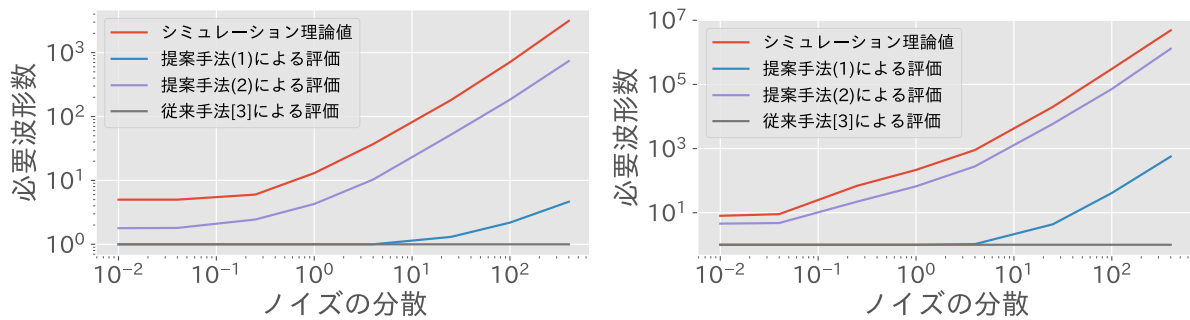 シミュレーション理論値
提案手法(1)による評価
提案手法(2)による評価
従来手法[3]による評価
必要波形数
10³
10²
10¹
10⁰
10⁻² 10⁻¹ 10⁰ 10¹ 10²
ノイズの分散
シミュレーション理論値
提案手法(1)による評価
提案手法(2)による評価
従来手法[3]による評価
必要波形数
10⁷
10⁵
10³
10¹
10⁻² 10⁻¹ 10⁰ 10¹ 10²
ノイズの分散